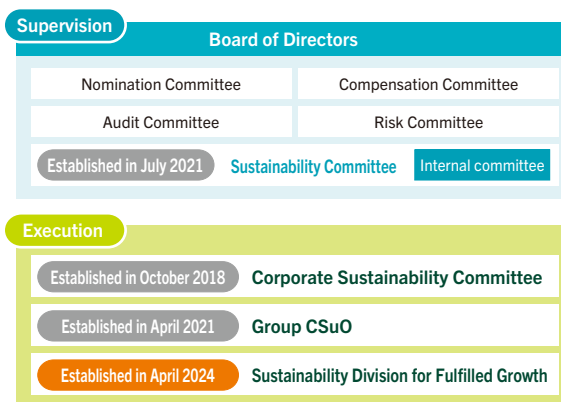 Supervision
Board of Directors
Nomination Committee
Compensation Committee
Audit Committee
Risk Committee
Established in July 2021 Sustainability Committee Internal committee
Execution
Established in October 2018 Corporate Sustainability Committee
Established in April 2021 Group CSuO
Established in April 2024 Sustainability Division for Fulfilled Growth